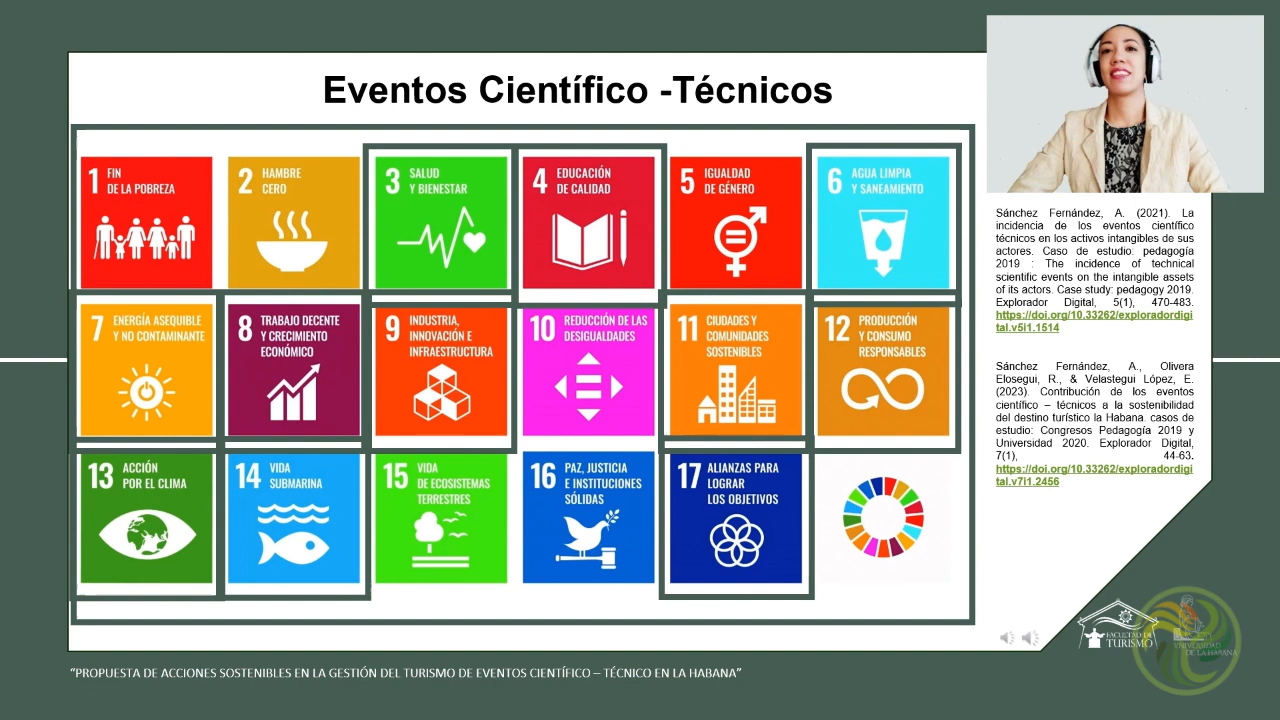 Eventos Científico -Técnicos
1 FIN
DE LA POBREZA
2 HAMBRE
CERO
3 SALUD
Y BIENESTAR
4 EDUCACIÓN
DE CALIDAD
5 IGUALDAD
DE GÉNERO
6 AGUA LIMPIA
Y SANEAMIENTO
7 ENERGÍA ASEQUIBLE
Y NO CONTAMINANTE
8 TRABAJO DECENTE
Y CRECIMIENTO
ECONÓMICO
9 INDUSTRIA,
INNOVACIÓN E
INFRAESTRUCTURA
10 REDUCCIÓN DE LAS
DESIGUALDADES
11 CIUDADES Y
COMUNIDADES
SOSTENIBLES
12 PRODUCCIÓN
Y CONSUMO
RESPONSABLES
13 ACCIÓN
POR EL CLIMA
14 VIDA
SUBMARINA
15 VIDA
DE ECOSISTEMAS
TERRESTRES
16 PAZ, JUSTICIA
E INSTITUCIONES
SÓLIDAS
17 ALIANZAS PARA
LOGRAR
LOS OBJETIVOS
Sánchez Fernández, A. (2021). La
incidencia de los eventos científico
técnicos en los activos intangibles de sus
actores. Caso de estudio: pedagogía
2019 : The incidence of technical
scientific events on the intangible assets
of its actors. Case study: pedagogy 2019.
Explorador Digital, 5(1), 470-483.
https://doi.org/10.33262/exploradordigi
tal.v5i1.1514
Sánchez Fernández, A., Olivera
Elosegui, R., & Velastegui López, E.
(2023). Contribución de los eventos
científico – técnicos a la sostenibilidad
del destino turístico la Habana. casos de
estudio: Congresos Pedagogía 2019 y
Universidad 2020. Explorador Digital,
7(1), 44-63.
https://doi.org/10.33262/exploradordigi
tal.v7i1.2456
FACULTAD DE
TURISMO
UNIVERSIDAD
DE LA HABANA
“PROPUESTA DE ACCIONES SOSTENIBLES EN LA GESTIÓN DEL TURISMO DE EVENTOS CIENTÍFICO – TÉCNICO EN LA HABANA”